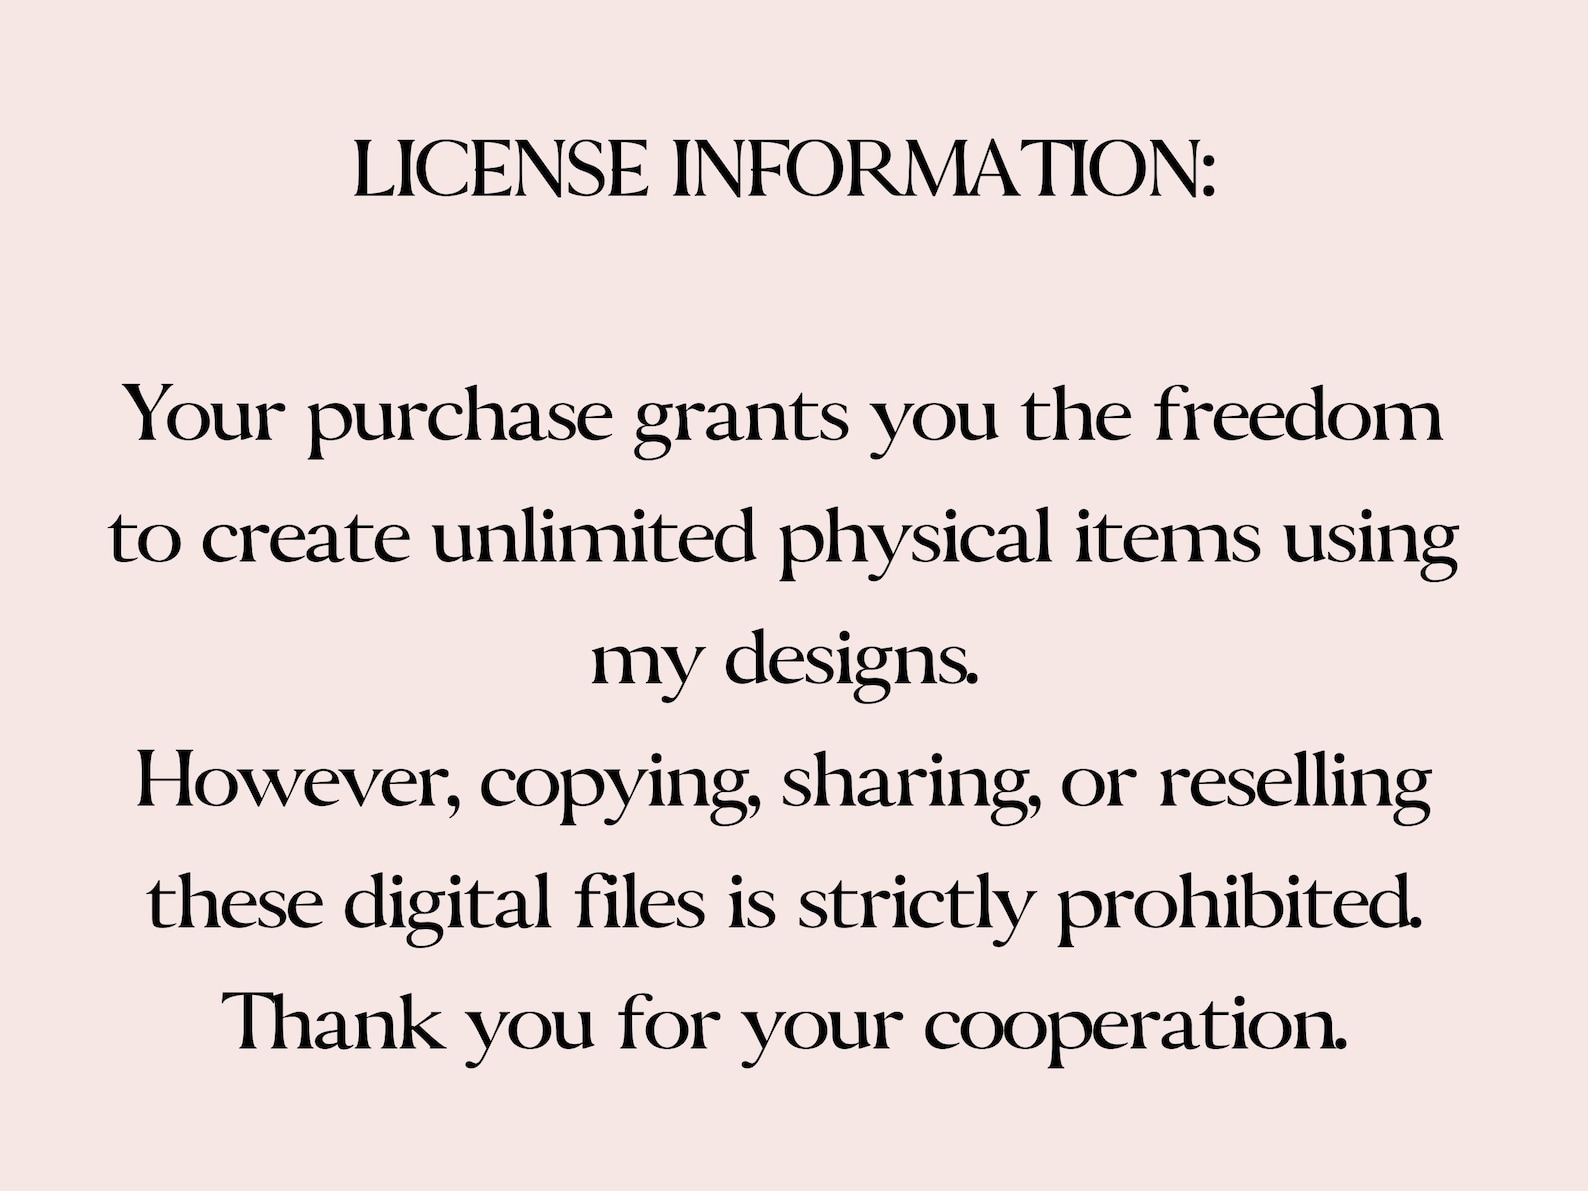 LICENSE INFORMATION:
Your purchase grants you the freedom
to create unlimited physical items using
my designs.
However, copying, sharing, or reselling
these digital files is strictly prohibited.
Thank you for your cooperation.